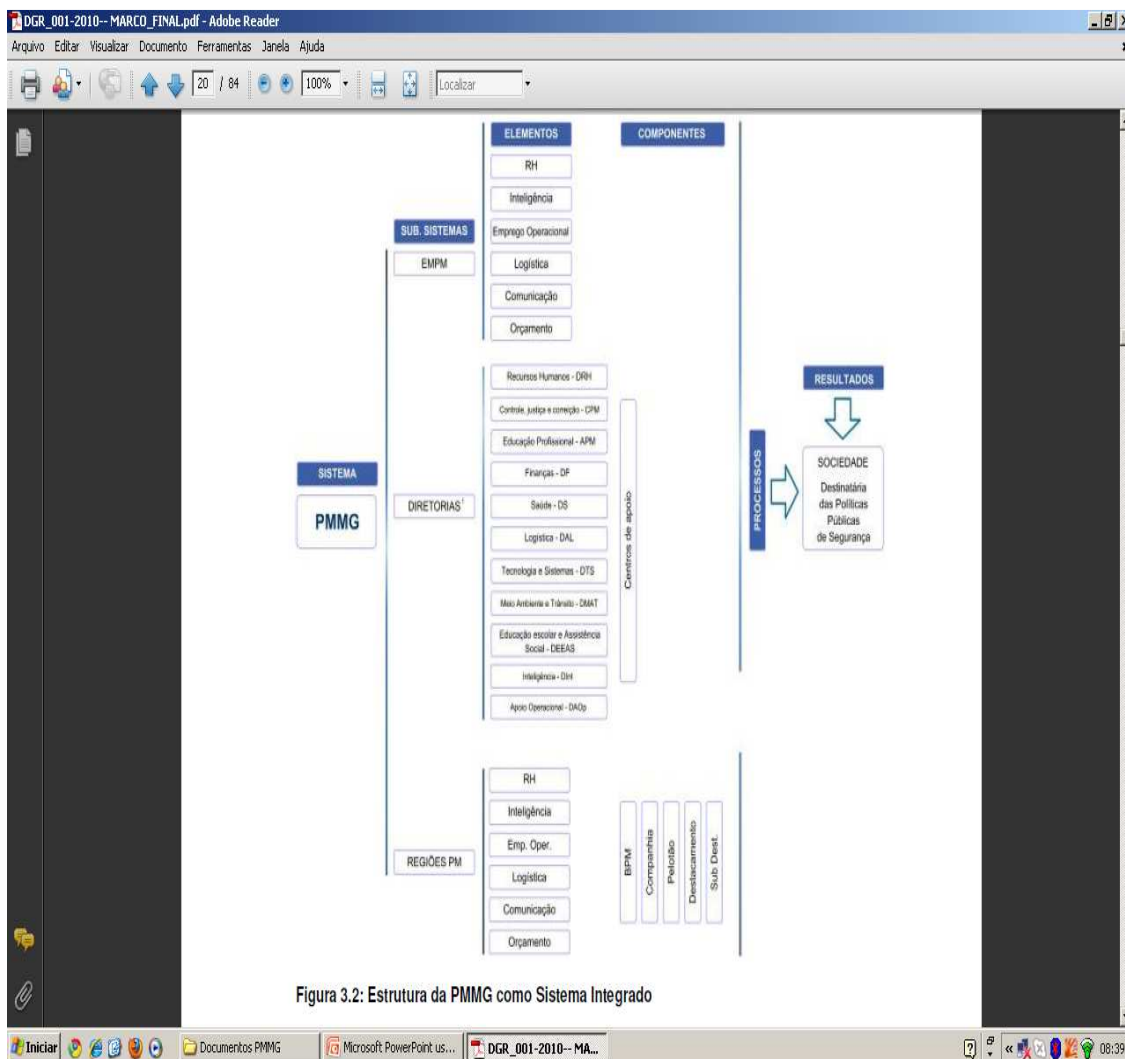 DGR_001-2010-- MARCO_FINAL.pdf - Adobe Reader
Arquivo Editar Visualizar Documento Ferramentas Janela Ajuda
20 / 84 100% Localizar
ELEMENTOS
COMPONENTES
RH
Inteligência
SUB. SISTEMAS
Emprego Operacional
EMPM
Logística
Comunicação
Orçamento
Recursos Humanos - DRH
RESULTADOS
Controle, justiça e correição - CPM
Educação Profissional - APM
SISTEMA
PMMG
DIRETORIAS¹
Finanças - DF
Saúde - DS
Logística - DAL
Tecnologia e Sistemas - DTS
Meio Ambiente e Trânsito - DMAT
Educação escolar e Assistência
Social - DEEAS
Inteligência - DInt
Apoio Operacional - DAOp
Centros de apoio
PROCESSOS
SOCIEDADE
Destinatária
das Políticas
Públicas
de Segurança
REGIÕES PM
RH
Inteligência
Emp. Oper.
Logística
Comunicação
Orçamento
BPM
Companhia
Pelotão
Destacamento
Sub Dest.
Figura 3.2: Estrutura da PMMG como Sistema Integrado
Iniciar Documentos PMMG Microsoft PowerPoint us... DGR_001-2010-- MA... 08:39